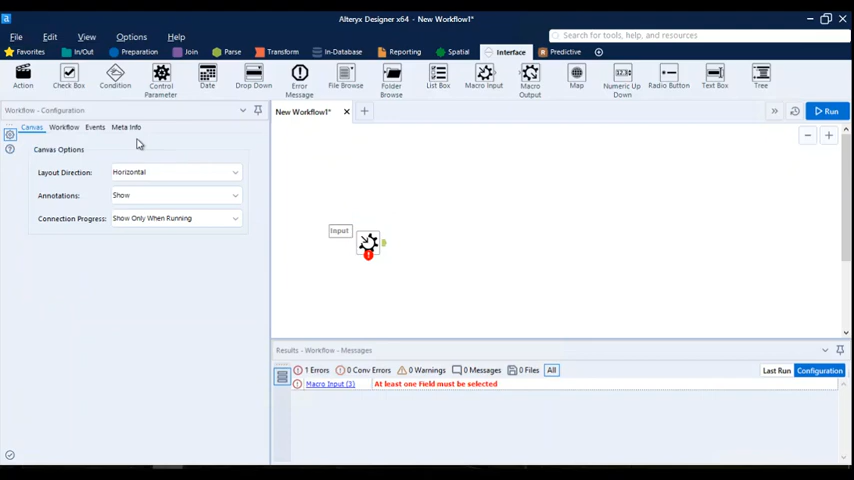 Alteryx Designer x64 - New Workflow1*
File Edit View Options Help
Search for tools, help, resources, and more.
Favorites In/Out Preparation Join Parse Transform In-Database Reporting Spatial Interface Predictive
Action Check Box Condition Control Parameter Date Drop Down Error Message File Browse Folder Browse List Box Macro Input Macro Output Map Numeric Up Down Radio Button Text Box Tree
Workflow - Configuration
New Workflow1*
Run
Canvas Workflow Events Meta Info
Canvas Options
Layout Direction: Horizontal
Annotations: Show
Connection Progress: Show Only When Running
Input
Results - Workflow - Messages
1 Errors 0 Conv Errors 0 Warnings 0 Messages 0 Files All Last Run Configuration
Macro Input (3) At least one Field must be selected